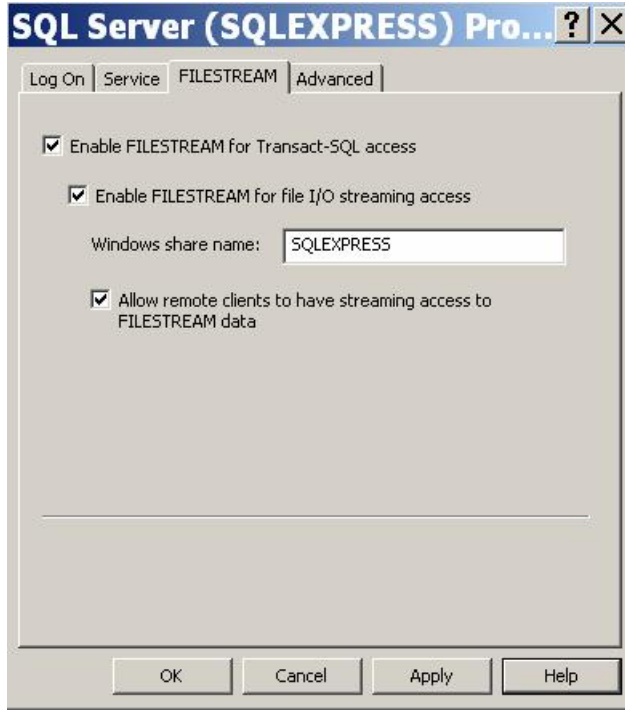 SQL Server (SQLEXPRESS) Pro... ? X
Log On Service FILESTREAM Advanced
Enable FILESTREAM for Transact-SQL access
Enable FILESTREAM for file I/O streaming access
Windows share name: SQLEXPRESS
Allow remote clients to have streaming access to
FILESTREAM data
OK Cancel Apply Help